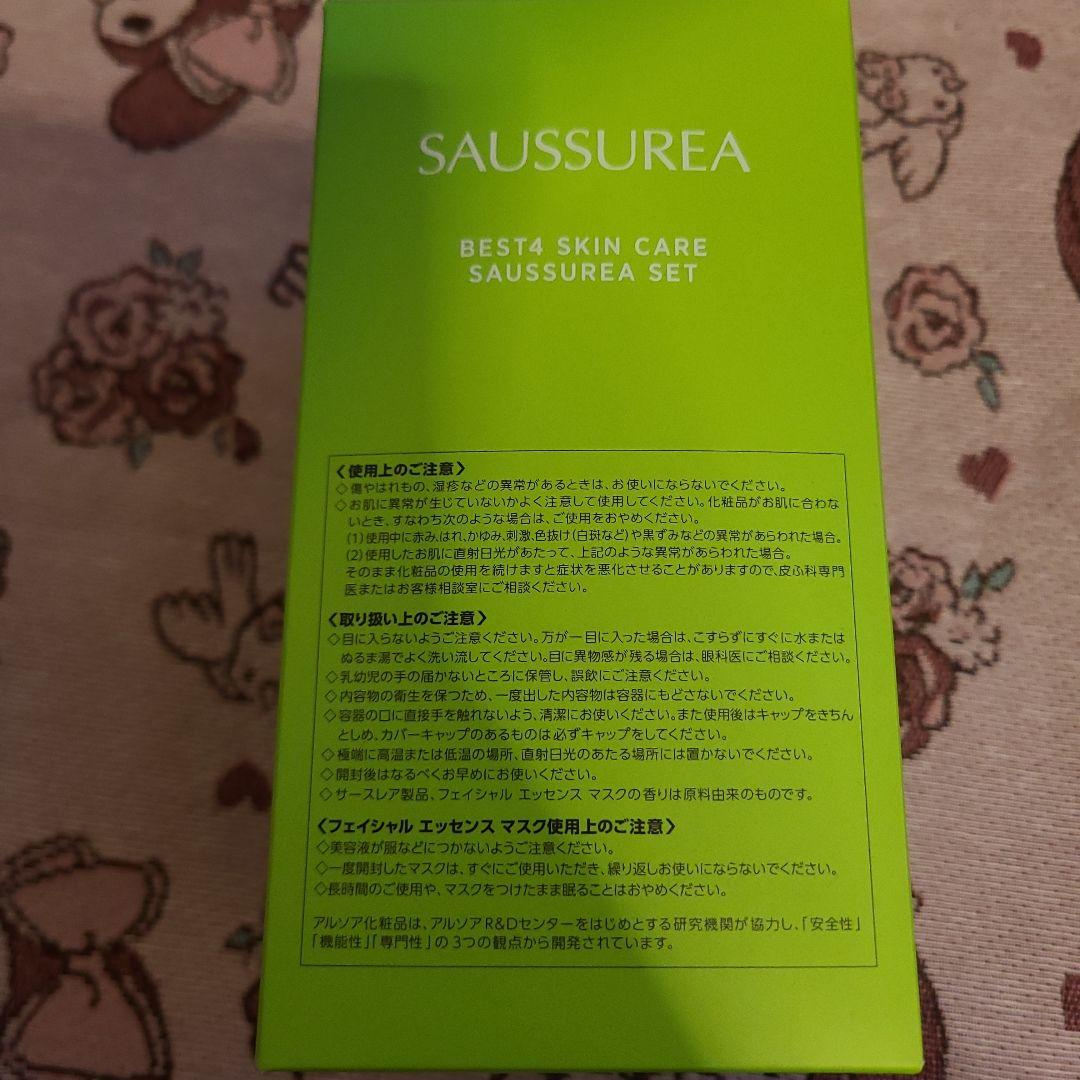 SAUSSUREA
BEST4 SKIN CARE
SAUSSUREA SET
〈使用上のご注意〉
◇傷やはれもの、湿疹などの異常があるときは、お使いにならないでください。
◇お肌に異常が生じていないかよく注意して使用してください。化粧品がお肌に合わ
ないとき、すなわち次のような場合は、ご使用をおやめください。
(1)使用中に赤み、はれ、かゆみ、刺激、色抜け(白斑など)や黒ずみなどの異常があらわれた場合。
(2)使用したお肌に直射日光があたって、上記のような異常があらわれた場合。
そのまま化粧品の使用を続けますと症状を悪化させることがありますので、皮ふ科専門
医またはお客様相談室にご相談ください。
〈取り扱い上のご注意〉
◇目に入らないようご注意ください。万が一目に入った場合は、こすらずにすぐに水または
ぬるま湯でよく洗い流してください。目に異物感が残る場合は、眼科医にご相談ください。
◇乳幼児の手の届かないところに保管し、誤飲にご注意ください。
◇内容物の衛生を保つため、一度出した内容物は容器にもどさないでください。
◇容器の口に直接手を触れないよう、清潔にお使いください。また使用後はキャップをきちん
としめ、カバーキャップのあるものは必ずキャップをしてください。
◇極端に高温または低温の場所、直射日光のあたる場所には置かないでください。
◇開封後はなるべくお早めにお使いください。
◇サースレア製品、フェイシャル エッセンス マスクの香りは原料由来のものです。
〈フェイシャル エッセンス マスク使用上のご注意〉
◇美容液が服などにつかないようご注意ください。
◇一度開封したマスクは、すぐにご使用いただき、繰り返しお使いにならないでください。
◇長時間のご使用や、マスクをつけたまま眠ることはおやめください。
アルソア化粧品は、アルソアR&Dセンターをはじめとする研究機関が協力し、「安全性」
「機能性」「専門性」の3つの観点から開発されています。